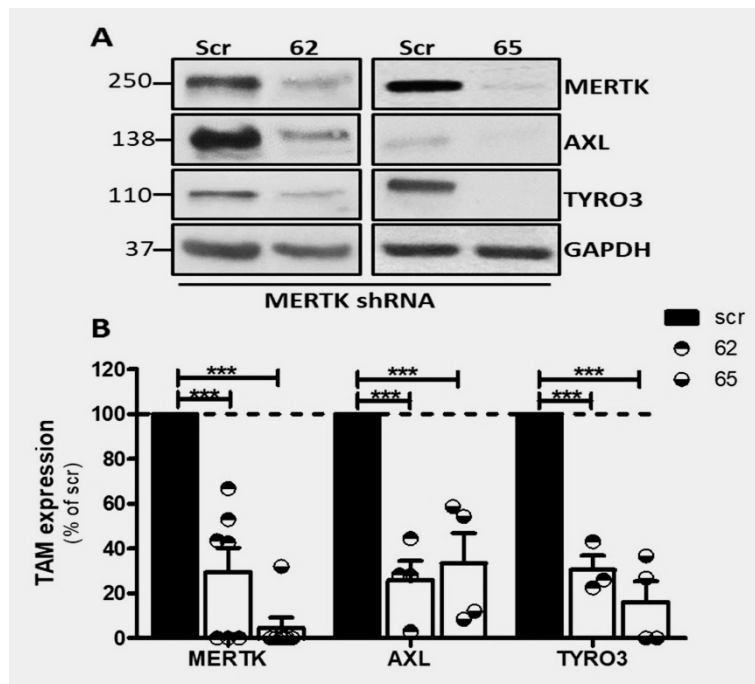 A
Scr 62 Scr 65
250 MERTK
138 AXL
110 TYRO3
37 GAPDH
MERTK shRNA
B
scr
62
65
TAM expression
(% of scr)
120
100
80
60
40
20
0
*** *** *** *** *** ***
MERTK AXL TYRO3